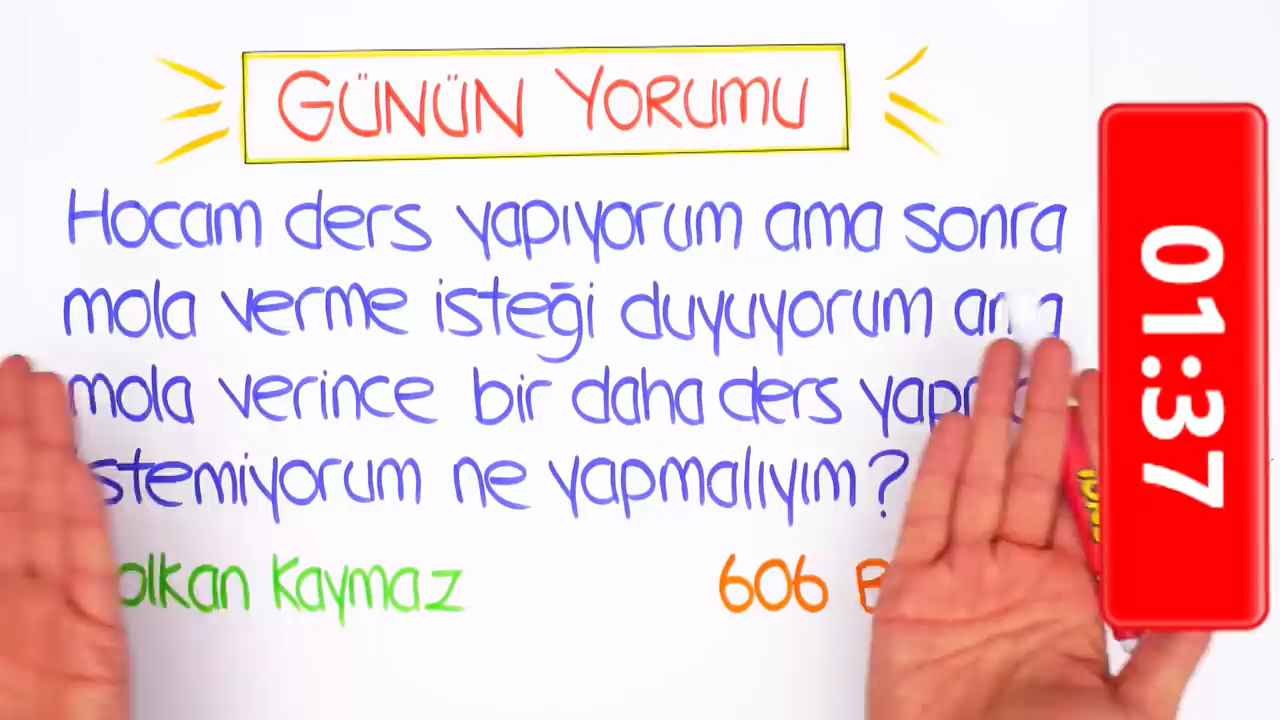 GÜNÜN YORUMU
Hocam ders yapıyorum ama sonra
mola verme isteği duyuyorum ama
mola verince bir daha ders
istemiyorum ne yapmalıyım?
Kaymaz
606
01:37